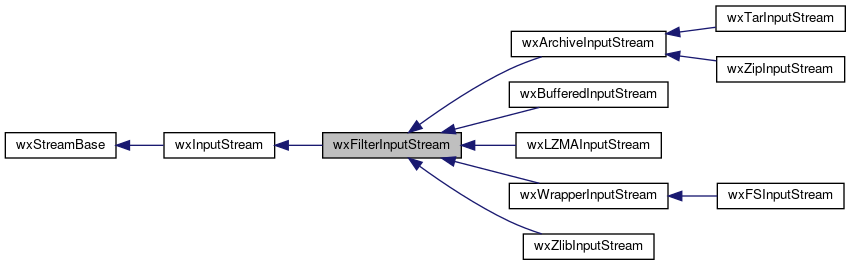 wxStreamBase
wxInputStream
wxFilterInputStream
wxArchiveInputStream
wxTarInputStream
wxZipInputStream
wxBufferedInputStream
wxLZMAInputStream
wxWrapperInputStream
wxFSInputStream
wxZlibInputStream